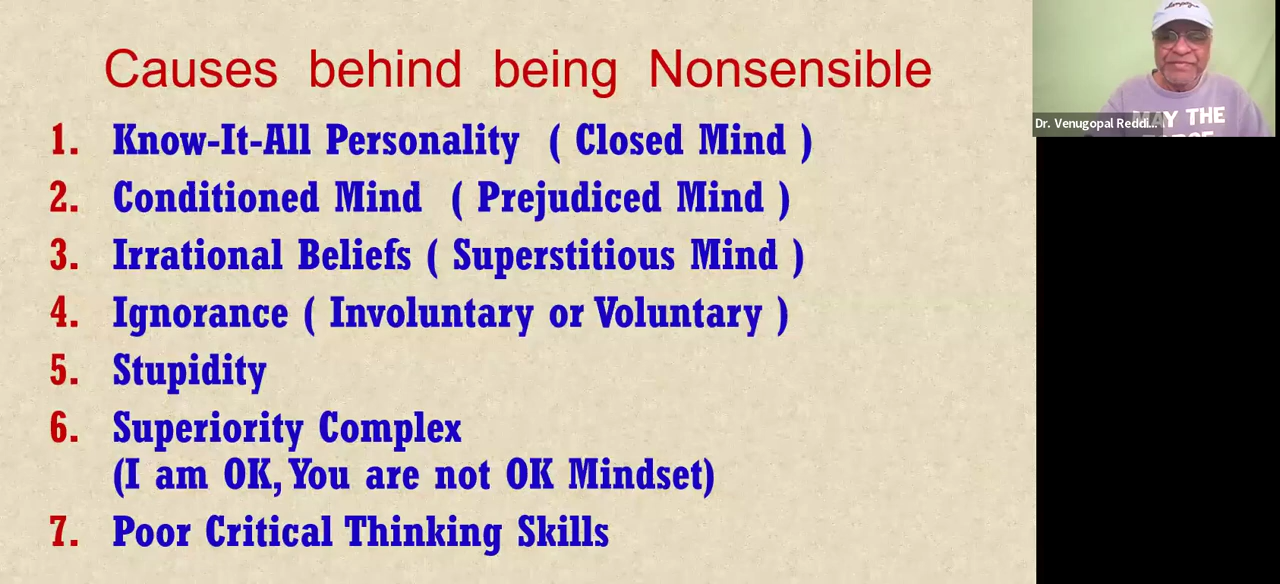 Causes behind being Nonsensible
1. Know-It-All Personality ( Closed Mind )
2. Conditioned Mind ( Prejudiced Mind )
3. Irrational Beliefs ( Superstitious Mind )
4. Ignorance ( Involuntary or Voluntary )
5. Stupidity
6. Superiority Complex
(I am OK, You are not OK Mindset)
7. Poor Critical Thinking Skills
MAY THE
Dr. Venugopal Reddi...